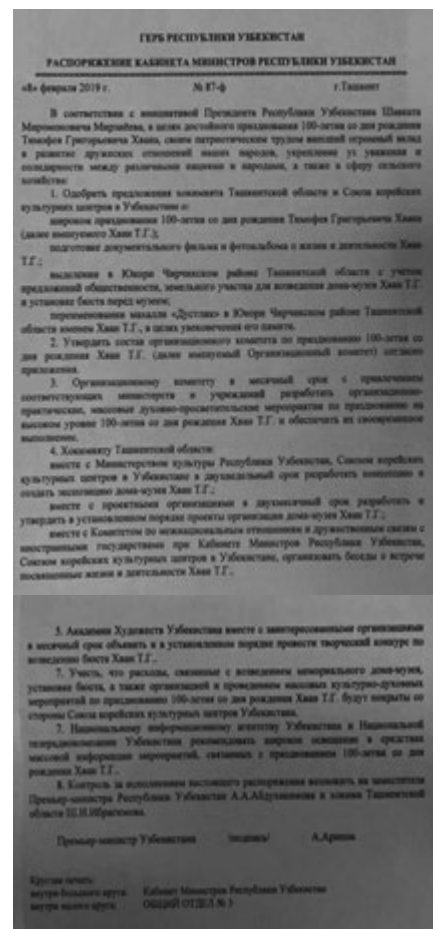 ГЕРБ РЕСПУБЛИКИ УЗБЕКИСТАН
РАСПОРЯЖЕНИЕ КАБИНЕТА МИНИСТРОВ РЕСПУБЛИКИ УЗБЕКИСТАН
«8» февраля 2019 г. № 87-ф г.Ташкент
В соответствии с инициативой Президента Республики Узбекистана Шавката
Миромоновича Мирзиёева, в целях достойного празднования 100-летия со дня рождения
Тимофея Григорьевича Хвана, своим патриотическим трудом внесший огромный вклад
в развитие дружеских отношений наших народов, укрепление уз уважения и
солидарности между различными нациями и народами, а также в сферу сельского
хозяйства:
1. Одобрить предложения хокимията Ташкентской области и Союза корейских
культурных центров в Узбекистане о:
широком праздновании 100-летия со дня рождения Тимофея Григорьевича Хвана
(далее именуемого Хван Т.Г.);
подготовке документального фильма и фотоальбома о жизни и деятельности Хван
Т.Г.;
выделении в Юкори Чирчикском районе Ташкентской области с учетом
предложений общественности, земельного участка для возведения дома-музея Хван Т.Г.
и установке бюста перед музеем;
переименовании махалли «Дустлик» в Юкори Чирчикском районе Ташкентской
области именем Хван Т.Г., в целях увековечения его памяти.
2. Утвердить состав организационного комитета по празднованию 100-летия со
дня рождения Хван Т.Г. (далее именуемый Организационный комитет) согласно
приложения.
3. Организационному комитету в месячный срок с привлечением
соответствующих министерств и учреждений разработать организационно-
практические, массовые духовно-просветительские мероприятия по празднованию на
высоком уровне 100-летия со дня рождения Хван Т.Г. и обеспечить их своевременное
выполнение.
4. Хокимияту Ташкентской области:
вместе с Министерством культуры Республики Узбекистан, Союзом корейских
культурных центров в Узбекистане в двухнедельный срок разработать концепцию и
создать экспозицию дома-музея Хван Т.Г.;
вместе с проектными организациями в двухмесячный срок разработать и
утвердить в установленном порядке проекты организации дома-музея Хван Т.Г.;
вместе с Комитетом по межнациональным отношениям и дружественным связям с
иностранными государствами при Кабинете Министров Республики Узбекистан,
Союзом корейских культурных центров в Узбекистане, организовать беседы и встречи
посвященные жизни и деятельности Хван Т.Г..
5. Академии Художеств Узбекистана вместе с заинтересованными организациями
в месячный срок объявить и в установленном порядке провести творческий конкурс по
возведению бюста Хван Т.Г..
7. Учесть, что расходы, связанные с возведением мемориального дома-музея,
установке бюста, а также организацией и проведением массовых культурно-духовных
мероприятий по празднованию 100-летия со дня рождения Хван Т.Г. будут покрыты со
стороны Союза корейских культурных центров Узбекистана.
7. Национальному информационному агентству Узбекистана и Национальной
телерадиокомпании Узбекистана рекомендовать широкое освещение в средствах
массовой информации мероприятий, связанных с празднованием 100-летия со дня
рождения Хван Т.Г..
8. Контроль за исполнением настоящего распоряжения возложить на заместителя
Премьер-министра Республики Узбекистан А.А.Абдухакимова и хокима Ташкентской
области
Премьер-министр Узбекистана /подпись/ А.Арипов
Круглая печать:
внутри большого круга: Кабинет Министров Республики Узбекистан
внутри малого круга: ОБЩИЙ ОТДЕЛ №